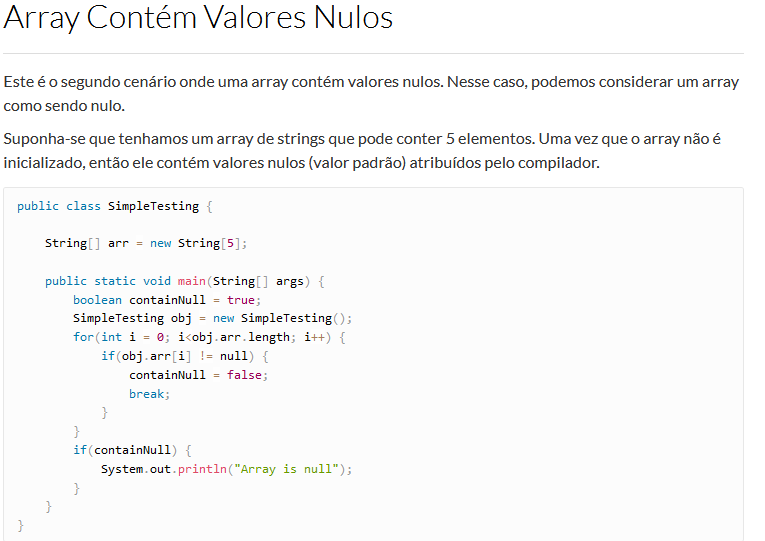 Array Contém Valores Nulos
Este é o segundo cenário onde uma array contém valores nulos. Nesse caso, podemos considerar um array
como sendo nulo.
Suponha-se que tenhamos um array de strings que pode conter 5 elementos. Uma vez que o array não é
inicializado, então ele contém valores nulos (valor padrão) atribuídos pelo compilador.
public class SimpleTesting {
    String[] arr = new String[5];
    public static void main(String[] args) {
        boolean containNull = true;
        SimpleTesting obj = new SimpleTesting();
        for(int i = 0; i<obj.arr.length; i++) {
            if(obj.arr[i] != null) {
                containNull = false;
                break;
            }
        }
        if(containNull) {
            System.out.println("Array is null");
        }
    }
}